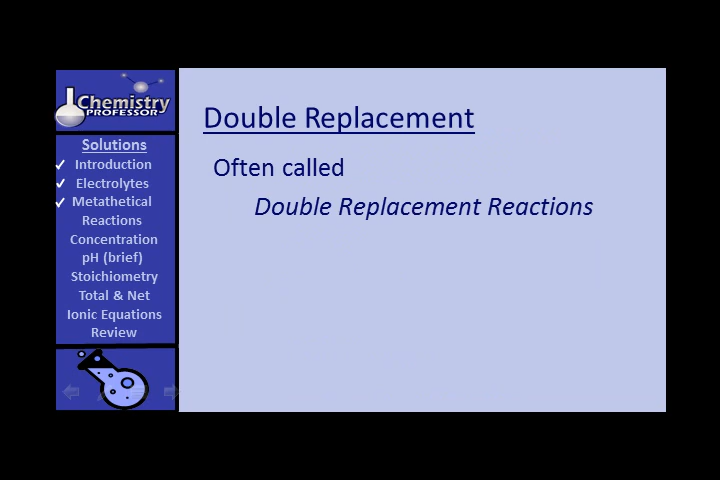 Chemistry
PROFESSOR
Solutions
Introduction
Electrolytes
Metathetical
Reactions
Concentration
pH (brief)
Stoichiometry
Total & Net
Ionic Equations
Review
Double Replacement
Often called
Double Replacement Reactions